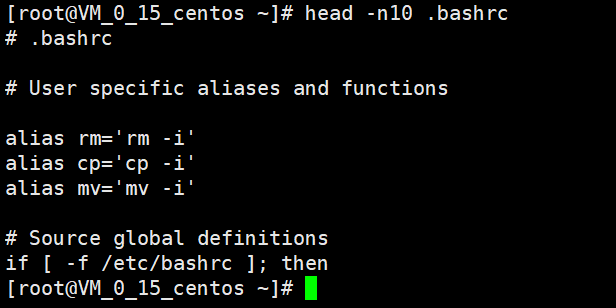 [root@VM_0_15_centos ~]# head -n10 .bashrc
# .bashrc
# User specific aliases and functions
alias rm='rm -i'
alias cp='cp -i'
alias mv='mv -i'
# Source global definitions
if [ -f /etc/bashrc ]; then
[root@VM_0_15_centos ~]#